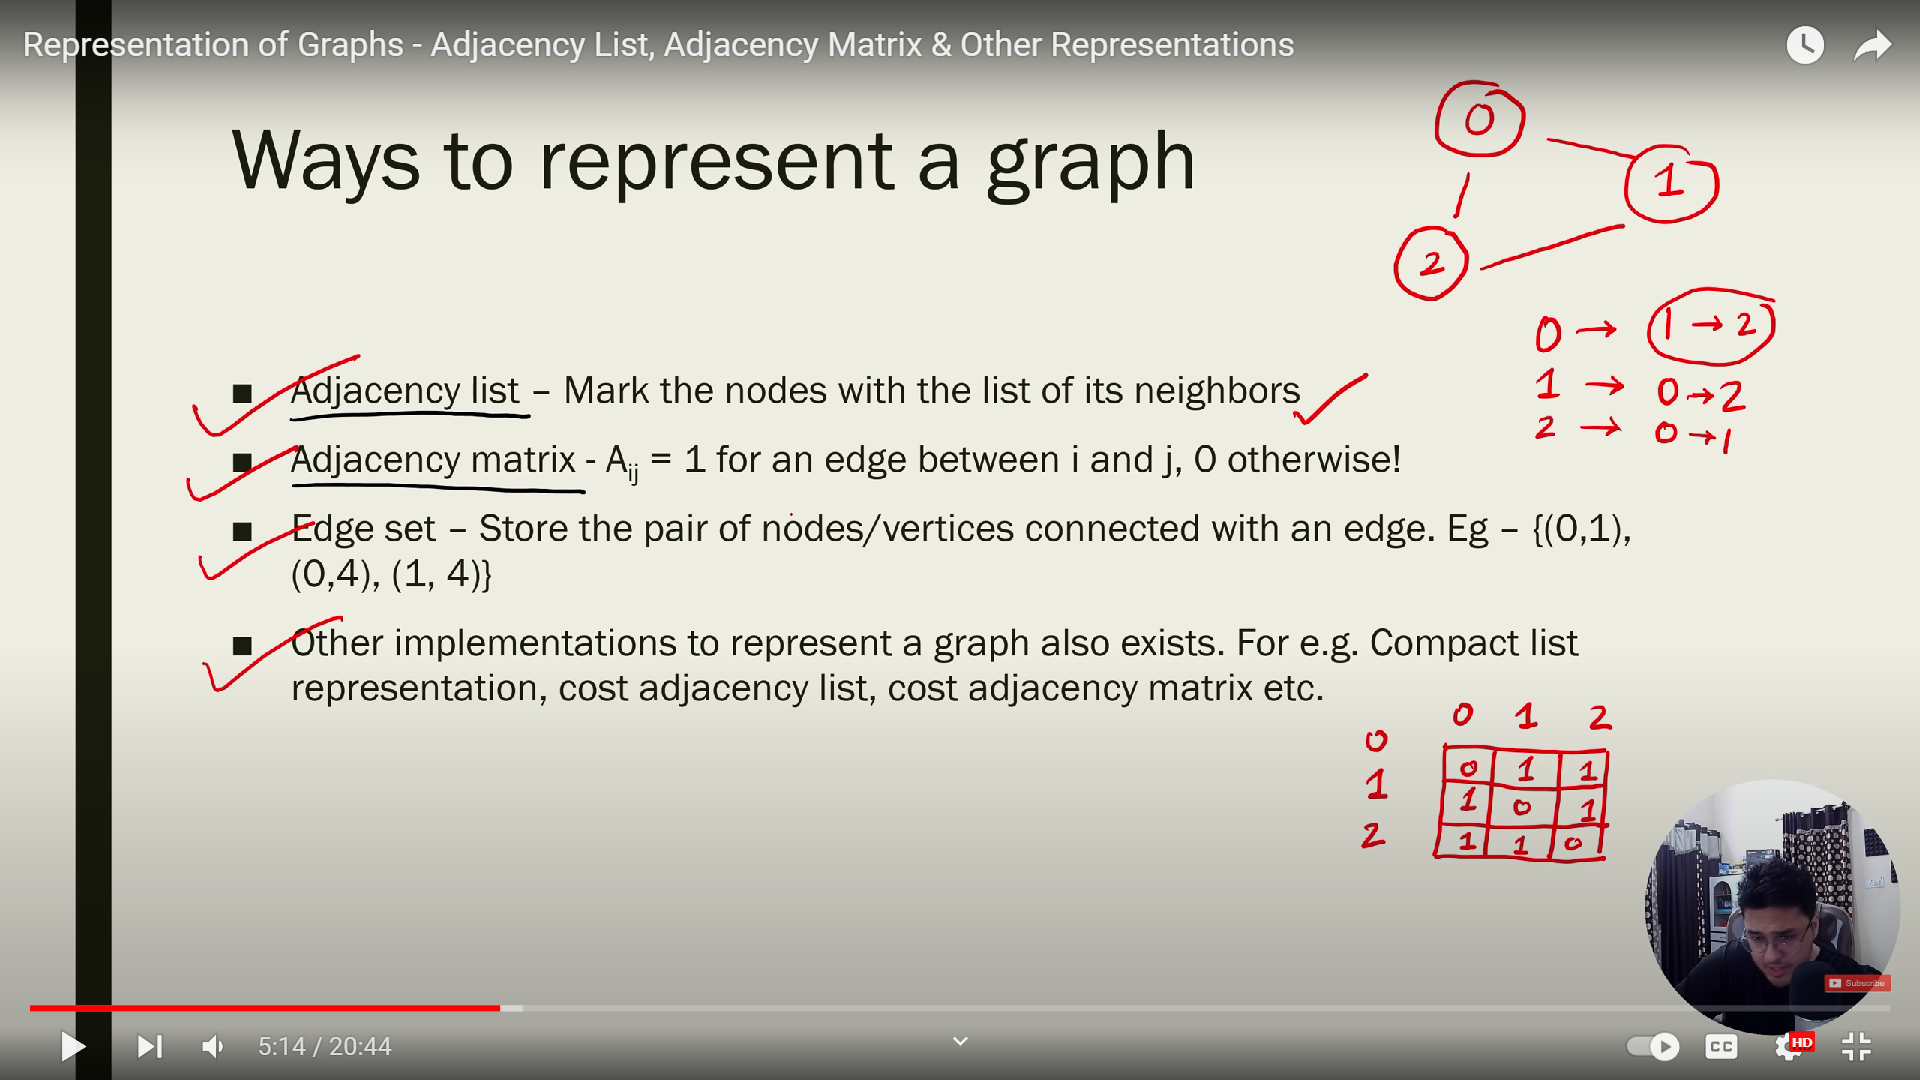 Representation of Graphs - Adjacency List, Adjacency Matrix & Other Representations
Ways to represent a graph
0
1
2
0 → 1 → 2
1 → 0 → 2
2 → 0 → 1
■ Adjacency list – Mark the nodes with the list of its neighbors
■ Adjacency matrix - Aij = 1 for an edge between i and j, 0 otherwise!
■ Edge set – Store the pair of nodes/vertices connected with an edge. Eg – {(0,1),
(0,4), (1, 4)}
■ Other implementations to represent a graph also exists. For e.g. Compact list
representation, cost adjacency list, cost adjacency matrix etc.
0 1 2
0 0 1 1
1 1 0 1
2 1 1 0
Subscribe
5:14 / 20:44
CC
HD